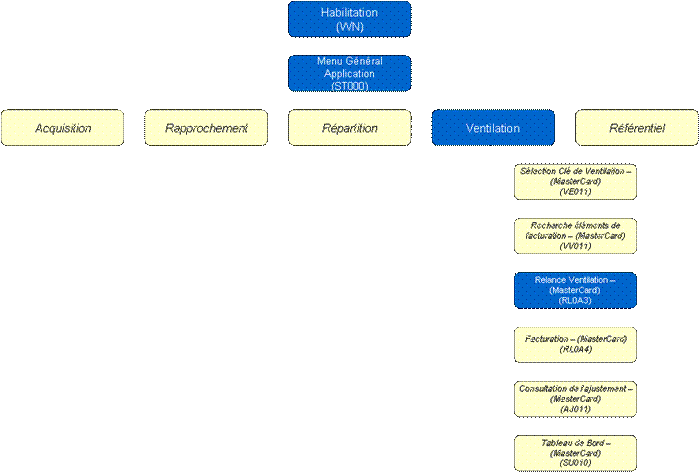 Habilitation
(WN)
Menu Général
Application
(ST000)
Acquisition
Rapprochement
Répartition
Ventilation
Référentiel
Sélection Clé de Ventilation –
(MasterCard)
(VE011)
Recherche éléments de
facturation – (MasterCard)
(VV011)
Relance Ventilation –
(MasterCard)
(RL0A3)
Facturation – (MasterCard)
(RL0A4)
Consultation de l'ajustement –
(MasterCard)
(AJ011)
Tableau de Bord –
(MasterCard)
(SU010)